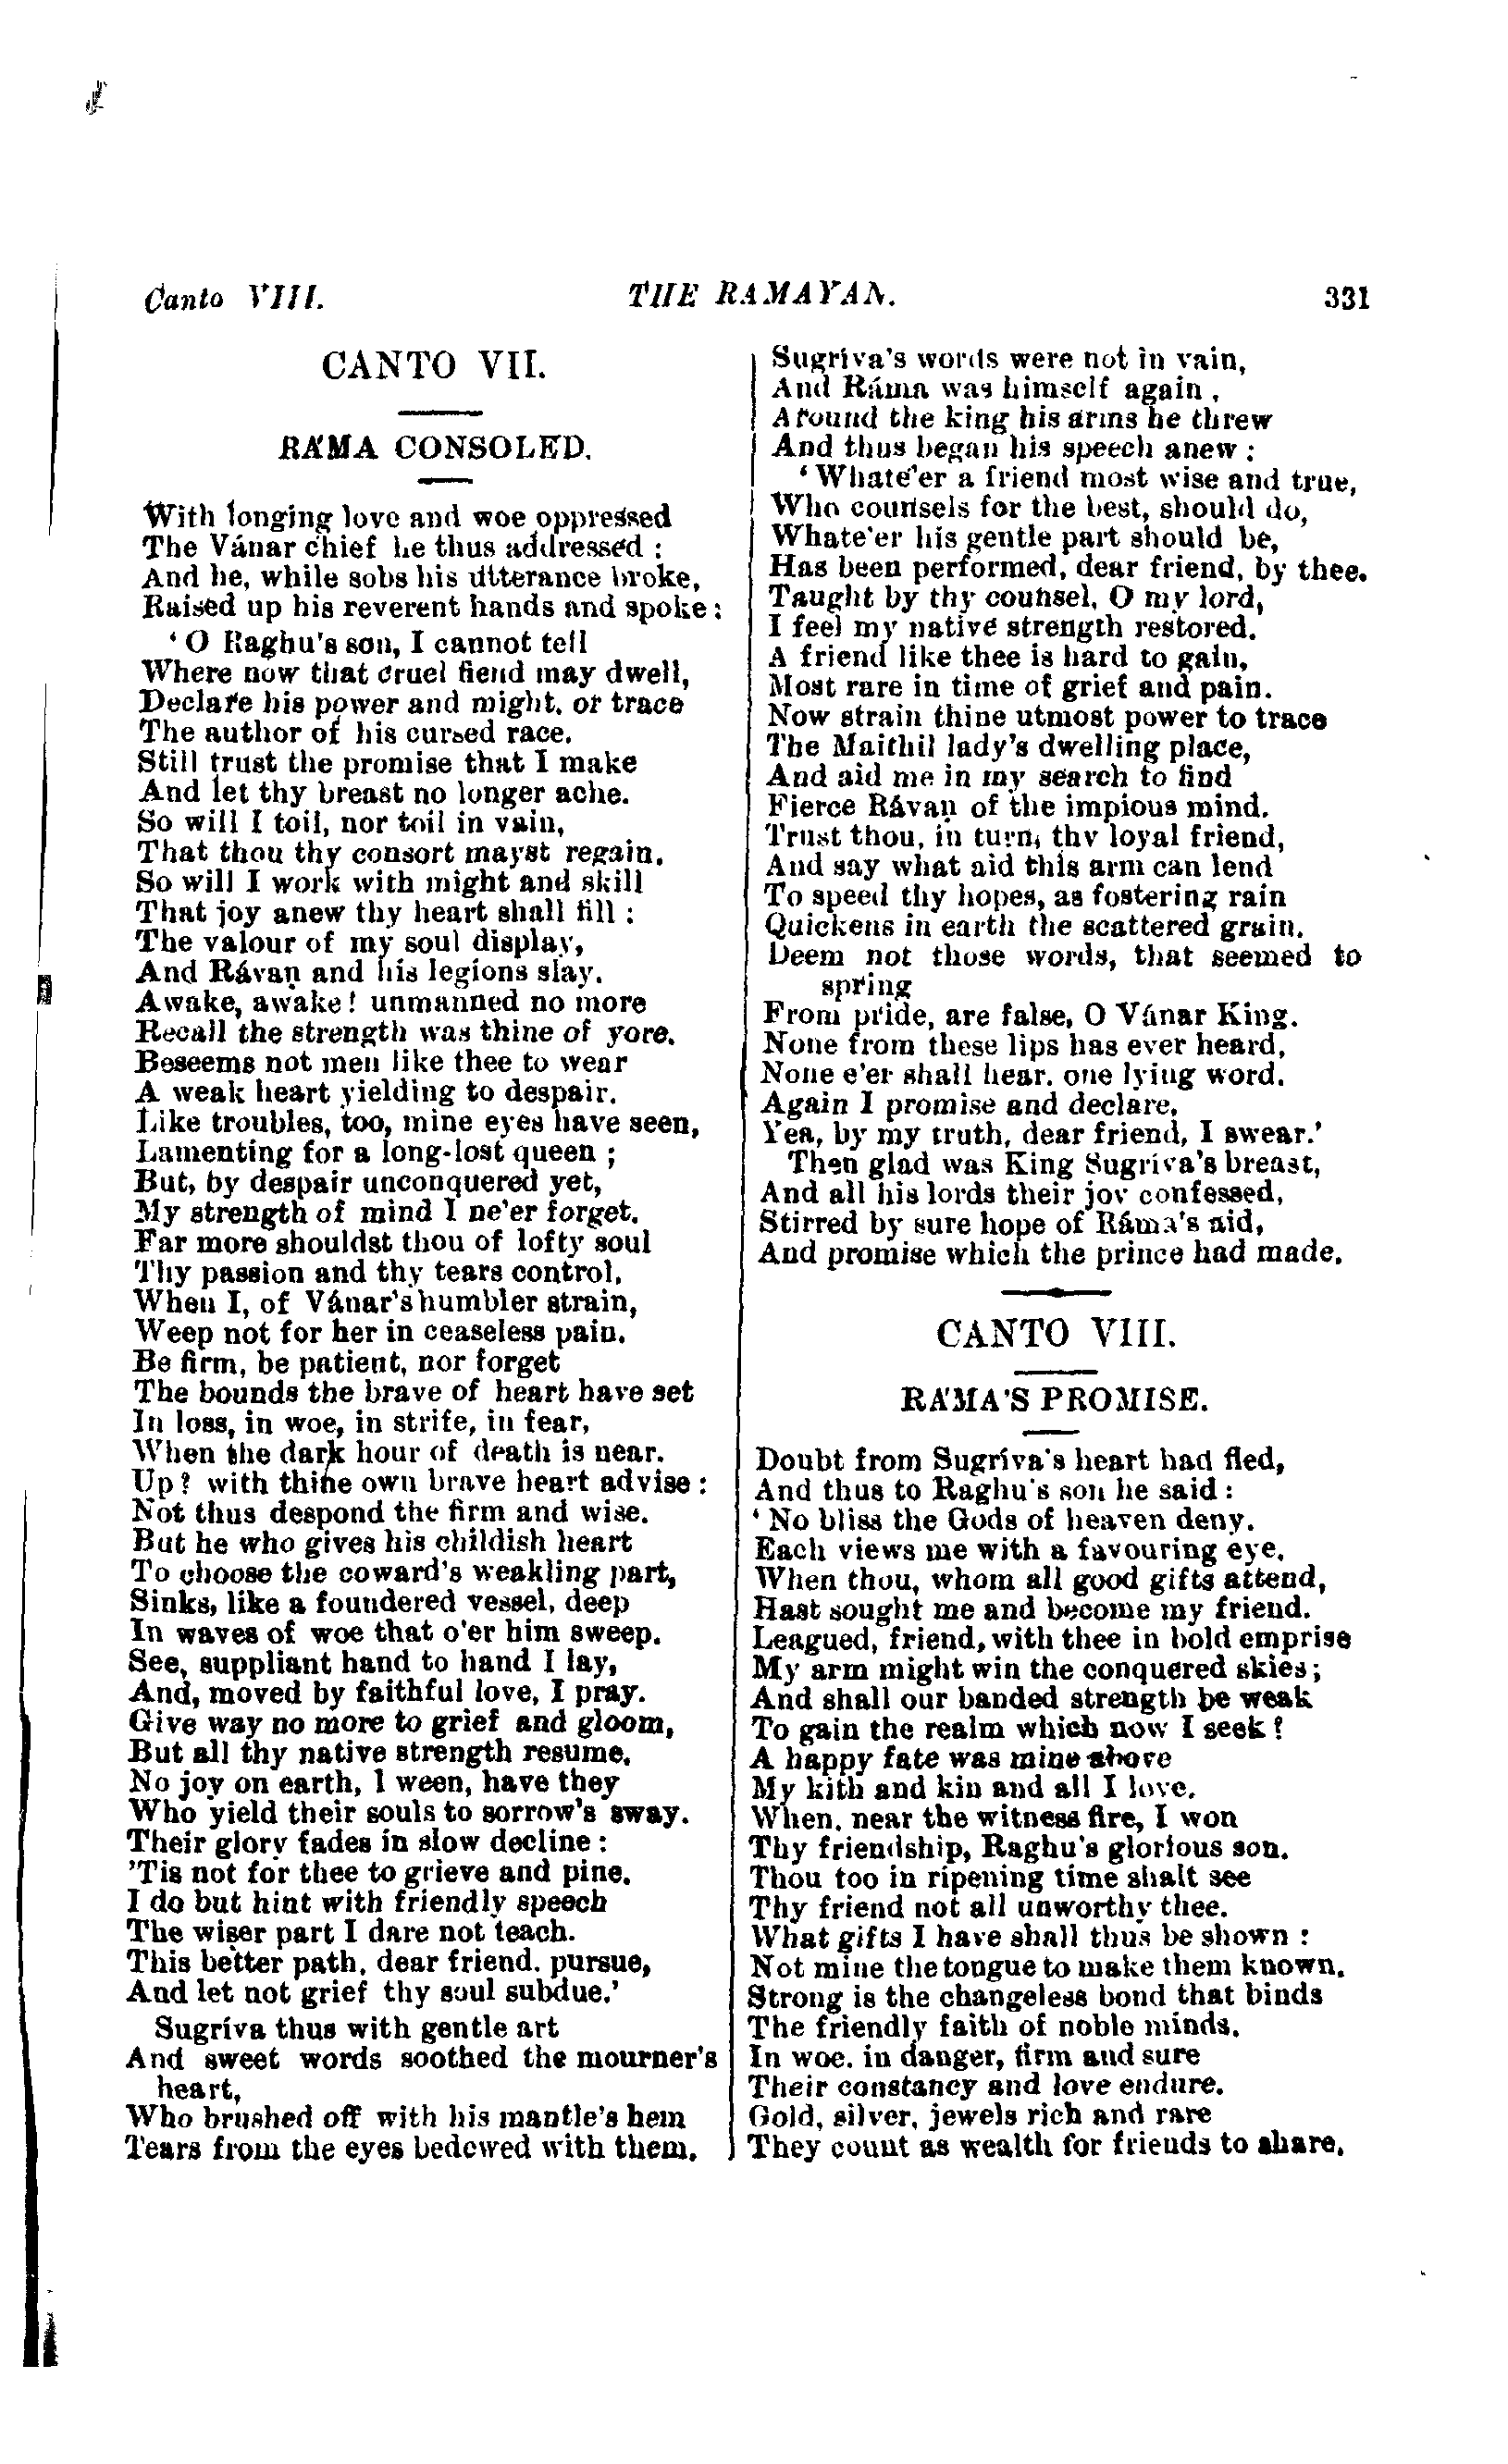 Canto VIII. THE RAMAYAN. 331
CANTO VII.
RÁMA CONSOLED.
With longing love and woe oppressed
The Vánar chief he thus addressed :
And he, while sobs his utterance broke,
Raised up his reverent hands and spoke :
‘ O Raghu's son, I cannot tell
Where now that cruel fiend may dwell,
Declare his power and might, or trace
The author of his cursed race.
Still trust the promise that I make
And let thy breast no longer ache.
So will I toil, nor toil in vain,
That thou thy consort mayst regain.
So will I work with might and skill
That joy anew thy heart shall fill :
The valour of my soul display,
And Rávaṇ and his legions slay.
Awake, awake ! unmanned no more
Recall the strength was thine of yore.
Beseems not men like thee to wear
A weak heart yielding to despair.
Like troubles, too, mine eyes have seen,
Lamenting for a long-lost queen ;
But, by despair unconquered yet,
My strength of mind I ne'er forget.
Far more shouldst thou of lofty soul
Thy passion and thy tears control,
When I, of Vánar's humbler strain,
Weep not for her in ceaseless pain.
Be firm, be patient, nor forget
The bounds the brave of heart have set
In loss, in woe, in strife, in fear,
When the dark hour of death is near.
Up ! with thine own brave heart advise :
Not thus despond the firm and wise.
But he who gives his childish heart
To choose the coward's weakling part,
Sinks, like a foundered vessel, deep
In waves of woe that o'er him sweep.
See, suppliant hand to hand I lay,
And, moved by faithful love, I pray.
Give way no more to grief and gloom,
But all thy native strength resume.
No joy on earth, I ween, have they
Who yield their souls to sorrow's sway.
Their glory fades in slow decline :
'Tis not for thee to grieve and pine.
I do but hint with friendly speech
The wiser part I dare not teach.
This better path, dear friend, pursue,
And let not grief thy soul subdue.’
Sugríva thus with gentle art
And sweet words soothed the mourner's
heart,
Who brushed off with his mantle's hem
Tears from the eyes bedewed with them.
Sugríva's words were not in vain,
And Ráma was himself again ,
Around the king his arms he threw
And thus began his speech anew :
‘ Whate'er a friend most wise and true,
Who counsels for the best, should do,
Whate'er his gentle part should be,
Has been performed, dear friend, by thee.
Taught by thy counsel, O my lord,
I feel my native strength restored.
A friend like thee is hard to gain,
Most rare in time of grief and pain.
Now strain thine utmost power to trace
The Maithil lady's dwelling place,
And aid me in my search to find
Fierce Rávaṇ of the impious mind.
Trust thou, in turn, thy loyal friend,
And say what aid this arm can lend
To speed thy hopes, as fostering rain
Quickens in earth the scattered grain.
Deem not those words, that seemed to
spring
From pride, are false, O Vánar King.
None from these lips has ever heard,
None e'er shall hear, one lying word.
Again I promise and declare,
Yea, by my truth, dear friend, I swear.’
Then glad was King Sugríva's breast,
And all his lords their joy confessed,
Stirred by sure hope of Ráma's aid,
And promise which the prince had made.
CANTO VIII.
RÁMA'S PROMISE.
Doubt from Sugríva's heart had fled,
And thus to Raghu's son he said :
‘ No bliss the Gods of heaven deny,
Each views me with a favouring eye,
When thou, whom all good gifts attend,
Hast sought me and become my friend.
Leagued, friend, with thee in bold emprise
My arm might win the conquered skies ;
And shall our banded strength be weak
To gain the realm which now I seek ?
A happy fate was mine above
My kith and kin and all I love,
When, near the witness fire, I won
Thy friendship, Raghu's glorious son.
Thou too in ripening time shalt see
Thy friend not all unworthy thee.
What gifts I have shall thus be shown :
Not mine the tongue to make them known.
Strong is the changeless bond that binds
The friendly faith of noble minds.
In woe, in danger, firm and sure
Their constancy and love endure.
Gold, silver, jewels rich and rare
They count as wealth for friends to share.